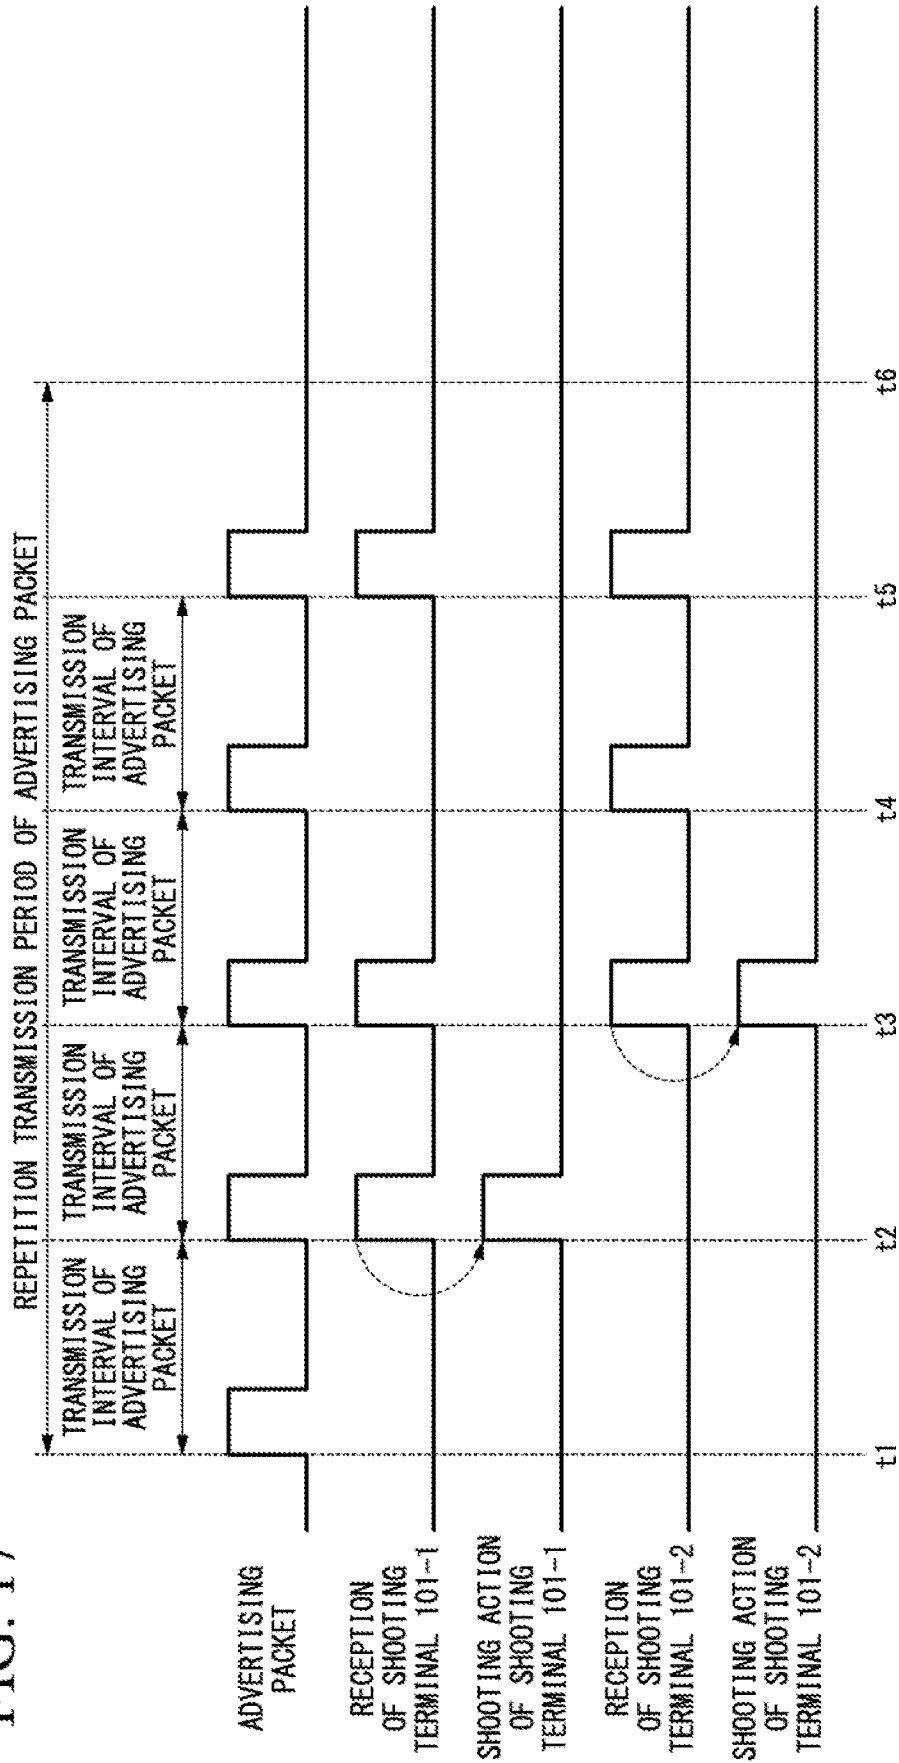 FIG. 17
REPETITION TRANSMISSION PERIOD OF ADVERTISING PACKET
TRANSMISSION
INTERVAL OF
ADVERTISING
PACKET
TRANSMISSION
INTERVAL OF
ADVERTISING
PACKET
TRANSMISSION
INTERVAL OF
ADVERTISING
PACKET
TRANSMISSION
INTERVAL OF
ADVERTISING
PACKET
ADVERTISING
PACKET
RECEPTION
OF SHOOTING
TERMINAL 101-1
SHOOTING ACTION
OF SHOOTING
TERMINAL 101-1
RECEPTION
OF SHOOTING
TERMINAL 101-2
SHOOTING ACTION
OF SHOOTING
TERMINAL 101-2
t1
t2
t3
t4
t5
t6